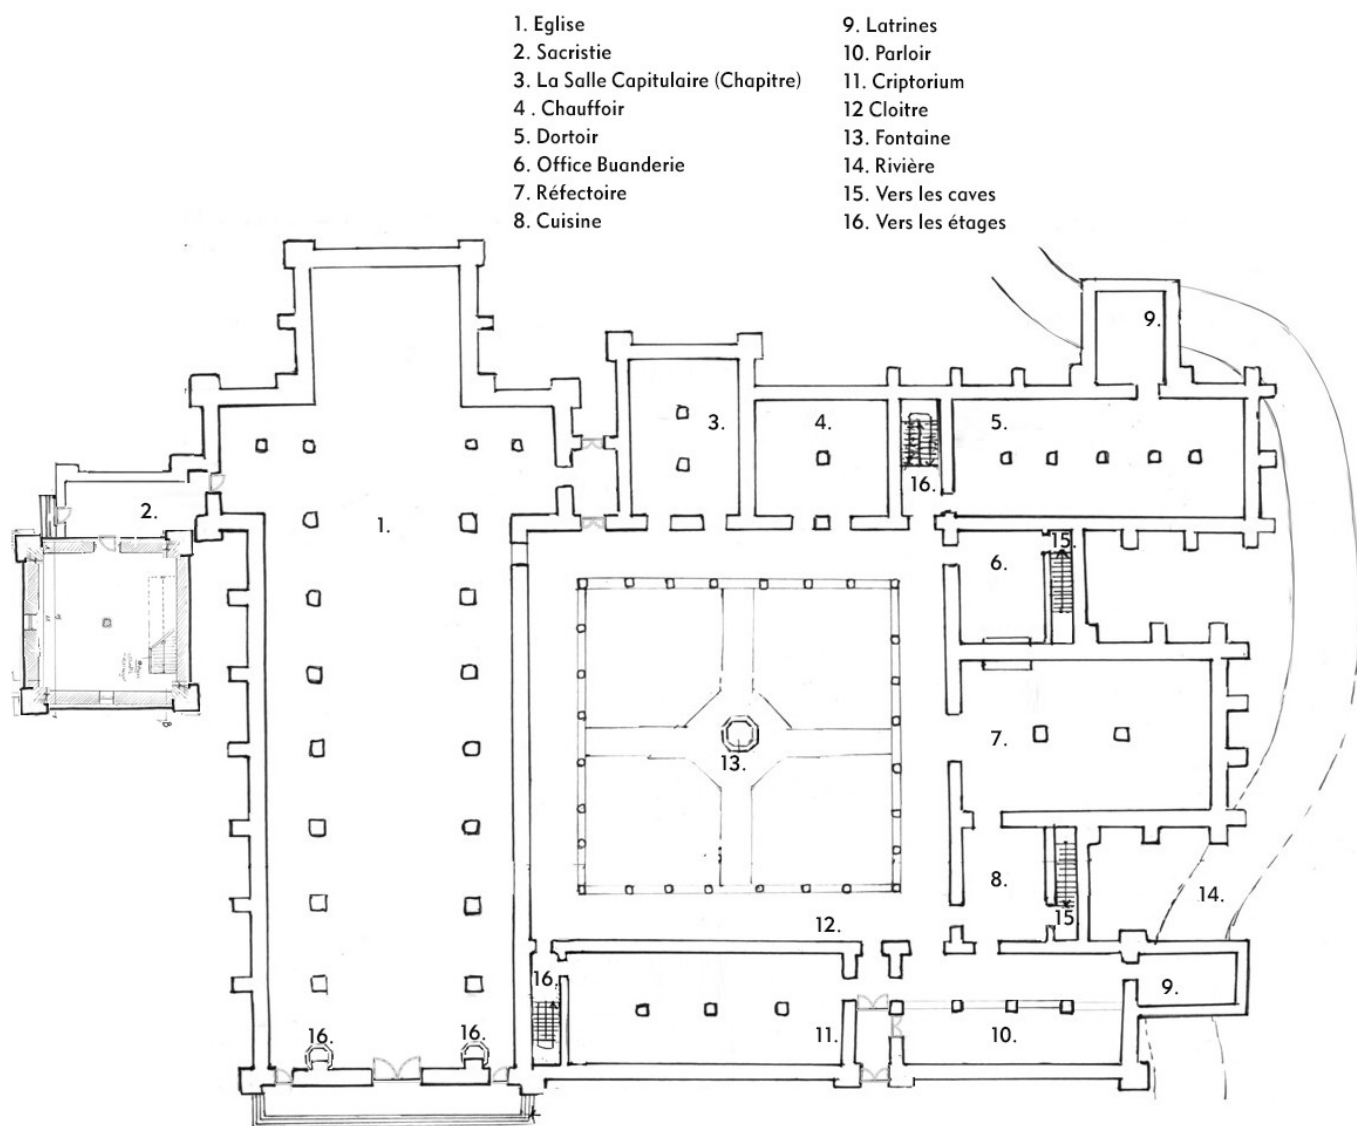 1. Eglise
2. Sacristie
3. La Salle Capitulaire (Chapitre)
4 . Chauffoir
5. Dortoir
6. Office Buanderie
7. Réfectoire
8. Cuisine
9. Latrines
10. Parloir
11. Criptorium
12 Cloitre
13. Fontaine
14. Rivière
15. Vers les caves
16. Vers les étages
9.
3.
4.
5.
16.
2.
1.
15.
6.
7.
13.
8.
14.
15
12.
16.
9.
16.
16.
11.
10.